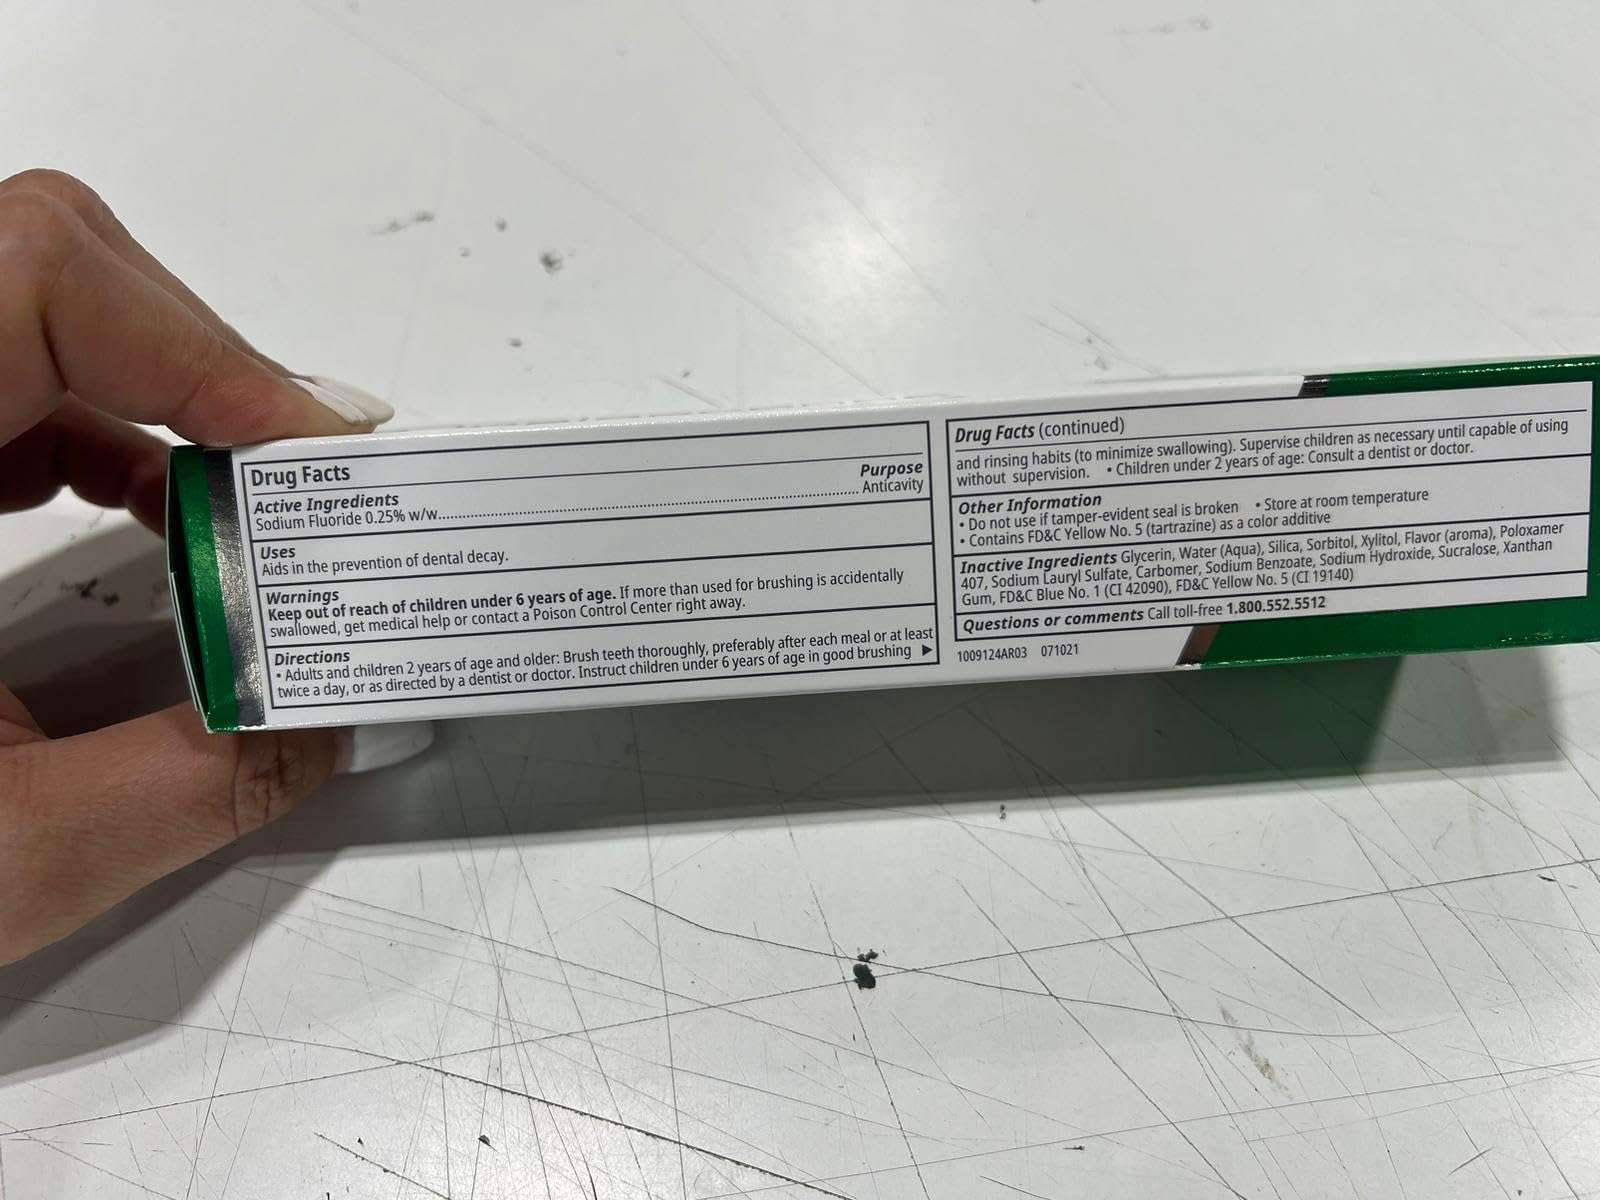 Drug Facts
Active Ingredients Purpose
Sodium Fluoride 0.25% w/w........................................................................ Anticavity
Uses
Aids in the prevention of dental decay.
Warnings
Keep out of reach of children under 6 years of age. If more than used for brushing is accidentally
swallowed, get medical help or contact a Poison Control Center right away.
Directions
• Adults and children 2 years of age and older: Brush teeth thoroughly, preferably after each meal or at least
twice a day, or as directed by a dentist or doctor. Instruct children under 6 years of age in good brushing ▶
Drug Facts (continued)
and rinsing habits (to minimize swallowing). Supervise children as necessary until capable of using
without supervision. • Children under 2 years of age: Consult a dentist or doctor.
Other Information
• Do not use if tamper-evident seal is broken • Store at room temperature
• Contains FD&C Yellow No. 5 (tartrazine) as a color additive
Inactive Ingredients Glycerin, Water (Aqua), Silica, Sorbitol, Xylitol, Flavor (aroma), Poloxamer
407, Sodium Lauryl Sulfate, Carbomer, Sodium Benzoate, Sodium Hydroxide, Sucralose, Xanthan
Gum, FD&C Blue No. 1 (CI 42090), FD&C Yellow No. 5 (CI 19140)
Questions or comments Call toll-free 1.800.552.5512
1009124AR03 071021